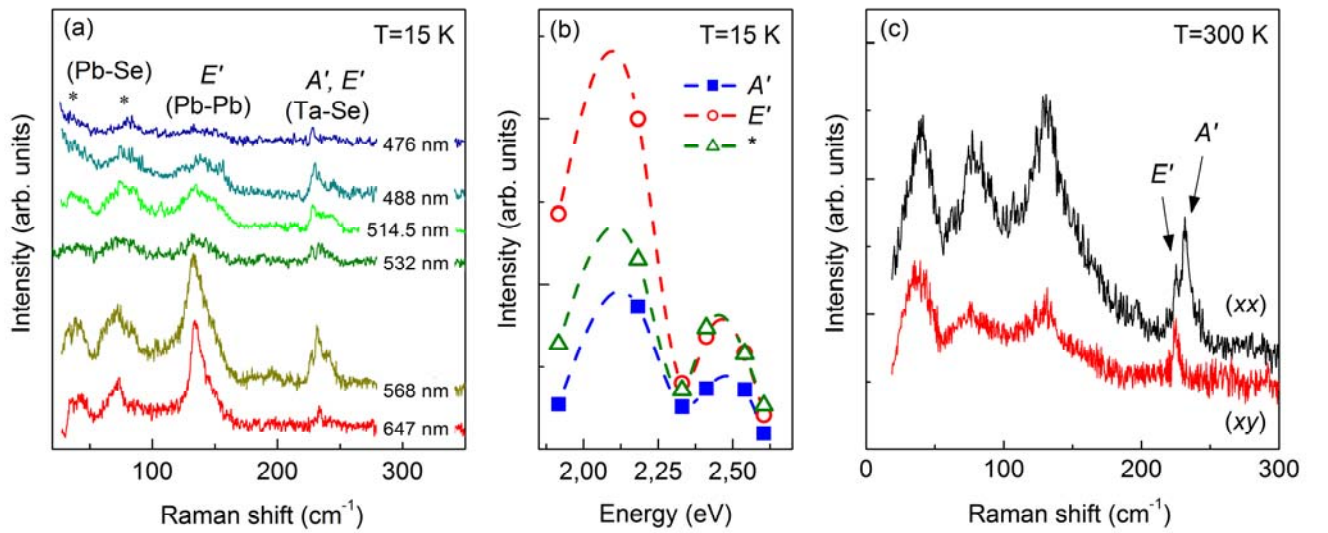 (a)
T=15 K
(Pb-Se)
* *
E'
(Pb-Pb)
A', E'
(Ta-Se)
476 nm
488 nm
514.5 nm
532 nm
568 nm
647 nm
100 200 300
Raman shift (cm-1)
Intensity (arb. units)
(b)
T=15 K
A'
E'
*
2,00 2,25 2,50
Energy (eV)
Intensity (arb. units)
(c)
T=300 K
E'
A'
(xx)
(xy)
0 100 200 300
Raman shift (cm-1)
Intensity (arb. units)